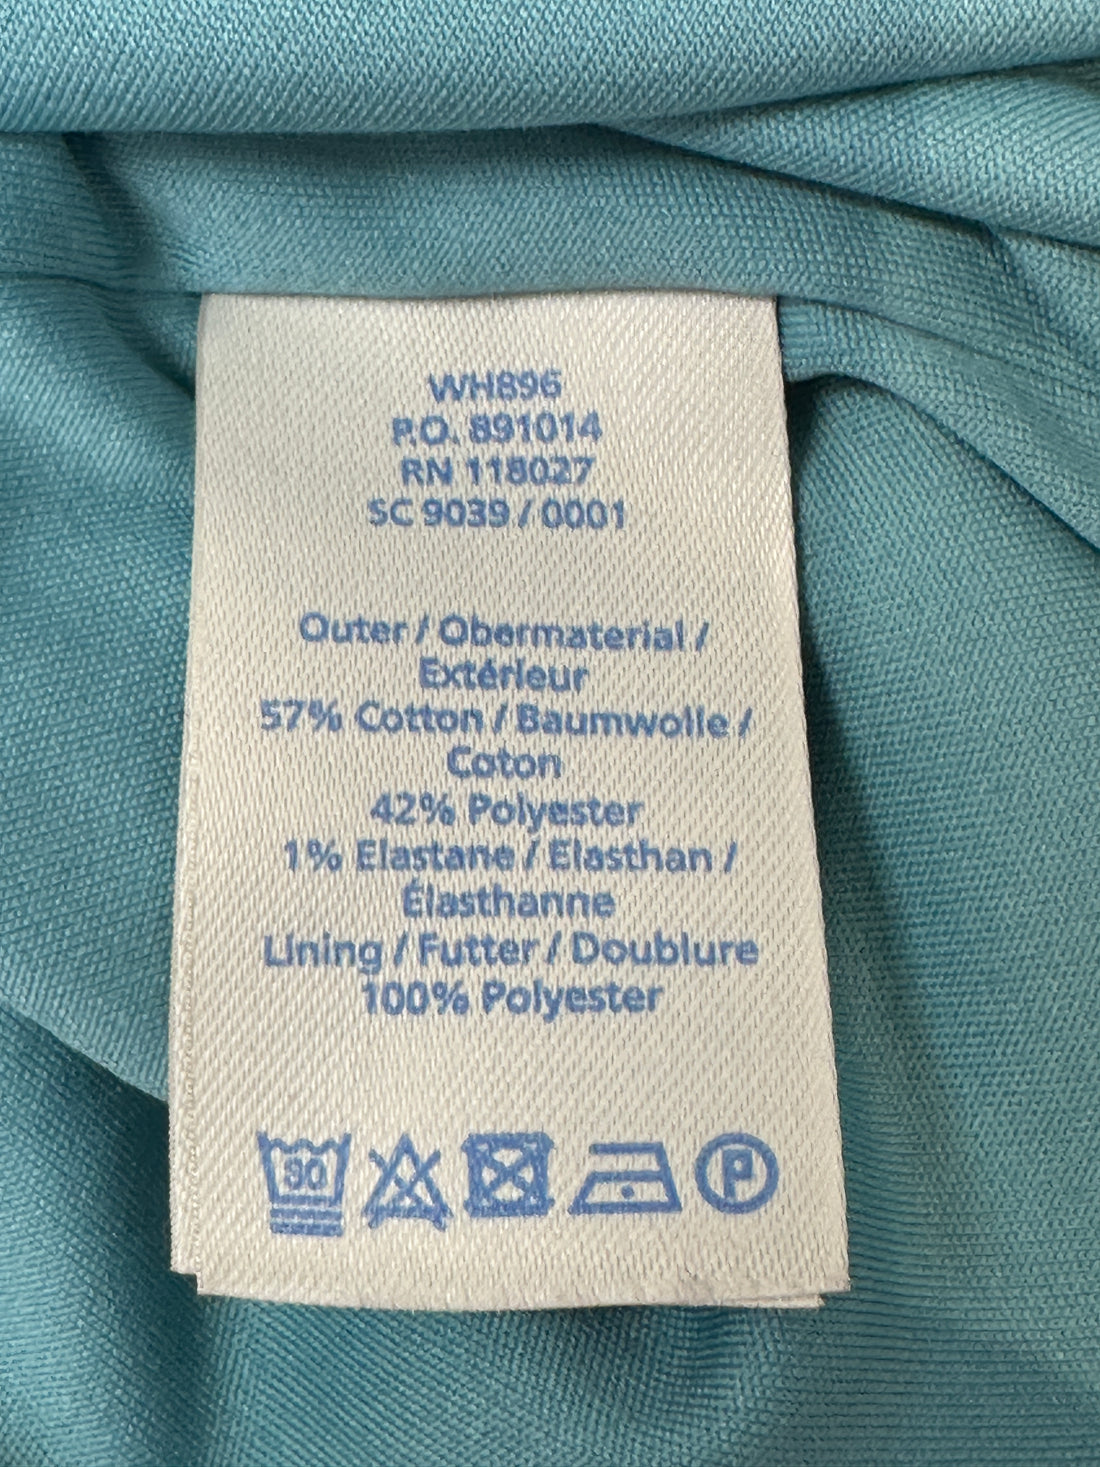 WH896
P.O. 891014
RN 118027
SC 9039 / 0001
Outer / Obermaterial /
Extérieur
57% Cotton / Baumwolle /
Coton
42% Polyester
1% Elastane / Elasthan /
Élasthanne
Lining / Futter / Doublure
100% Polyester
30 P